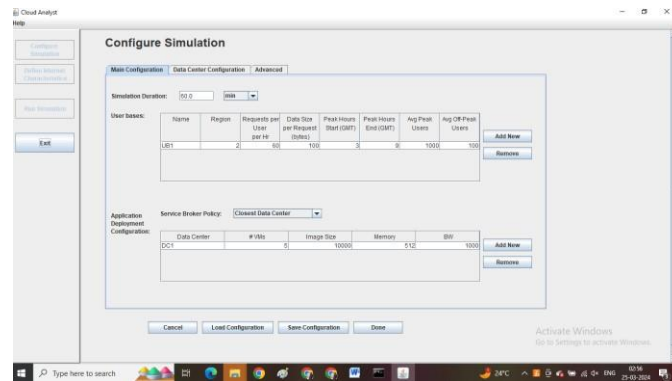 Cloud Analyst
Help
Configure Simulation
Configure Simulation
Define Internet Characteristics
Run Simulation
Exit
Main Configuration Data Center Configuration Advanced
Simulation Duration: 60.0 min
User bases:
Name Region Requests per User per Hr Data Size per Request (bytes) Peak Hours Start (GMT) Peak Hours End (GMT) Avg Peak Users Avg Off-Peak Users
UB1 2 60 100 3 9 1000 100
Add New
Remove
Application Deployment Configuration:
Service Broker Policy: Closest Data Center
Data Center # VMs Image Size Memory BW
DC1 5 10000 512 1000
Add New
Remove
Cancel Load Configuration Save Configuration Done
Activate Windows
Go to Settings to activate Windows.
Type here to search
24°C
ENG
02:56
25-03-2024